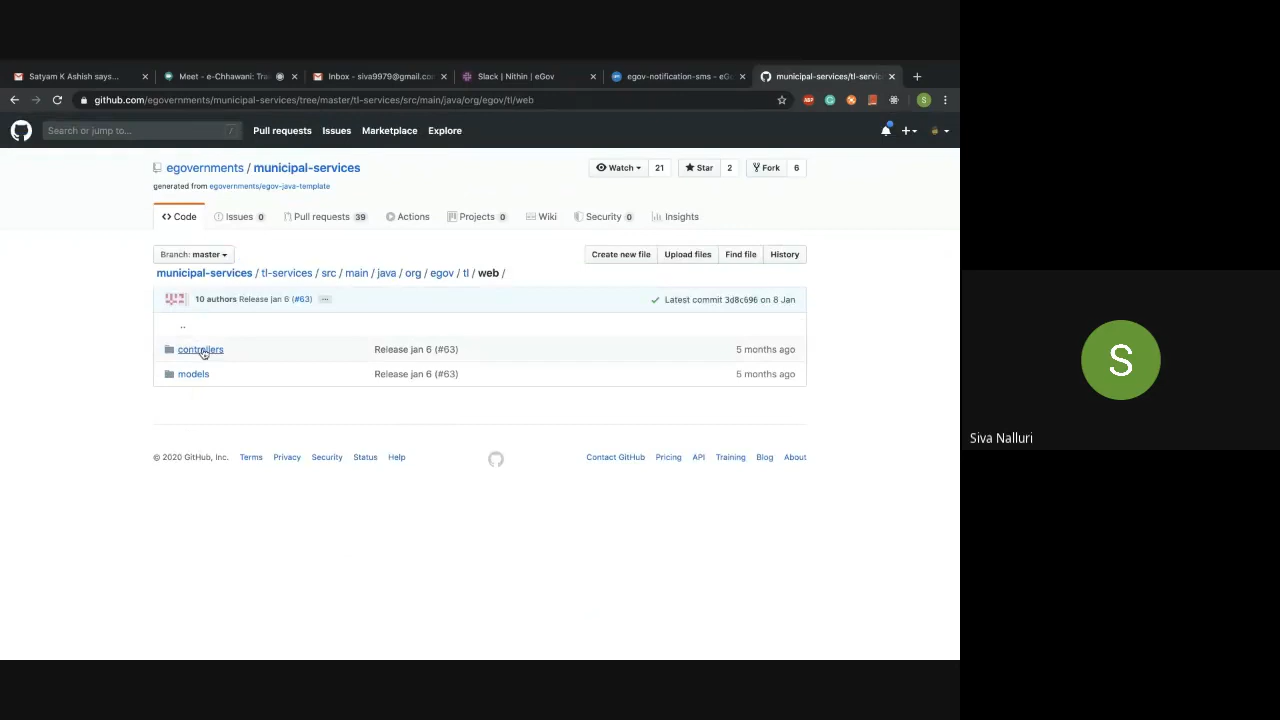 Satyam K Ashish says...
Meet - e-Chhawani: Tra
Inbox - siva9979@gmail.co
Slack | Nithin | eGov
egov-notification-sms - eG
municipal-services/tl-servic
github.com/egovernments/municipal-services/tree/master/tl-services/src/main/java/org/egov/tl/web
ABP
S
Search or jump to...
/
Pull requests
Issues
Marketplace
Explore
egovernments / municipal-services
Watch
21
Star
2
Fork
6
generated from egovernments/egov-java-template
Code
Issues 0
Pull requests 39
Actions
Projects 0
Wiki
Security 0
Insights
Branch: master
Create new file
Upload files
Find file
History
municipal-services / tl-services / src / main / java / org / egov / tl / web /
10 authors Release jan 6 (#63) ...
Latest commit 3d8c696 on 8 Jan
..
controllers
Release jan 6 (#63)
5 months ago
models
Release jan 6 (#63)
5 months ago
© 2020 GitHub, Inc.
Terms
Privacy
Security
Status
Help
Contact GitHub
Pricing
API
Training
Blog
About
S
Siva Nalluri